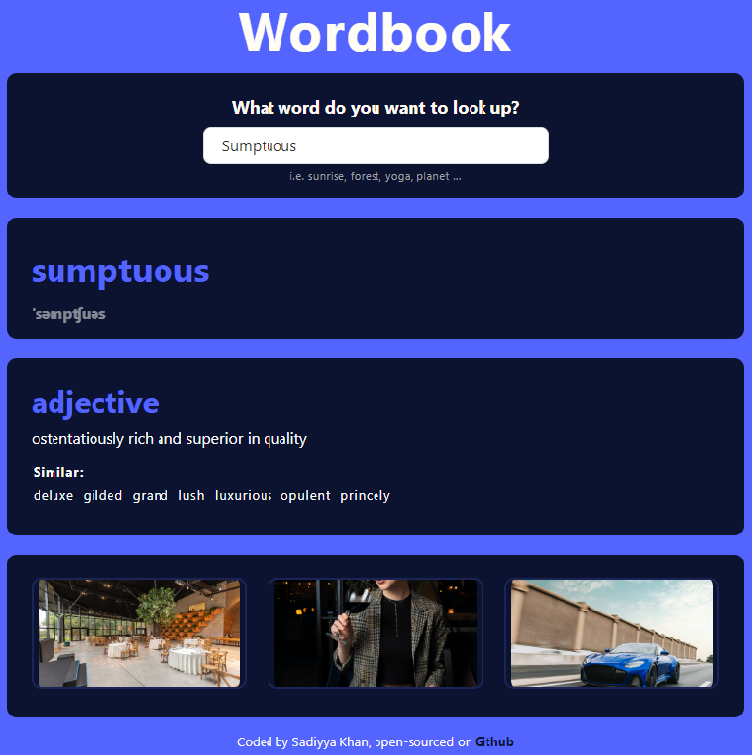 Wordbook
What word do you want to look up?
Sumptuous
i.e. sunrise, forest, yoga, planet ...
sumptuous
'səmptʃuəs
adjective
ostentatiously rich and superior in quality
Similar:
deluxe gilded grand lush luxurious opulent princely
Coded by Sadiyya Khan, open-sourced on Github